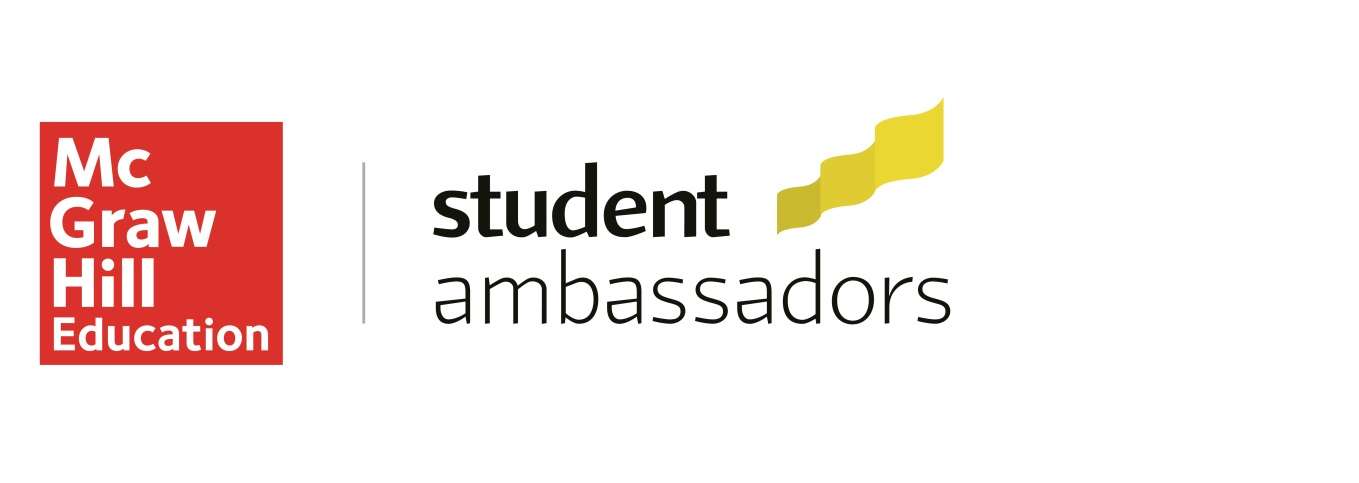 Mc
Graw
Hill
Education
student
ambassadors